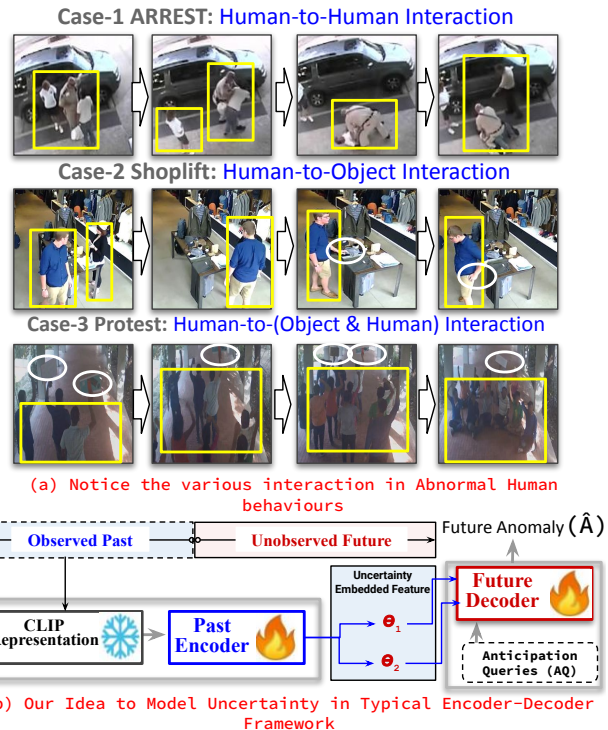 Case-1 ARREST: Human-to-Human Interaction
Case-2 Shoplift: Human-to-Object Interaction
Case-3 Protest: Human-to-(Object & Human) Interaction
(a) Notice the various interaction in Abnormal Human
behaviours
Observed Past
Unobserved Future
Future Anomaly (Â)
CLIP
epresentation
Past
Encoder
Uncertainty
Embedded Feature
Θ1
Θ2
Future
Decoder
Anticipation
Queries (AQ)
) Our Idea to Model Uncertainty in Typical Encoder-Decoder
Framework